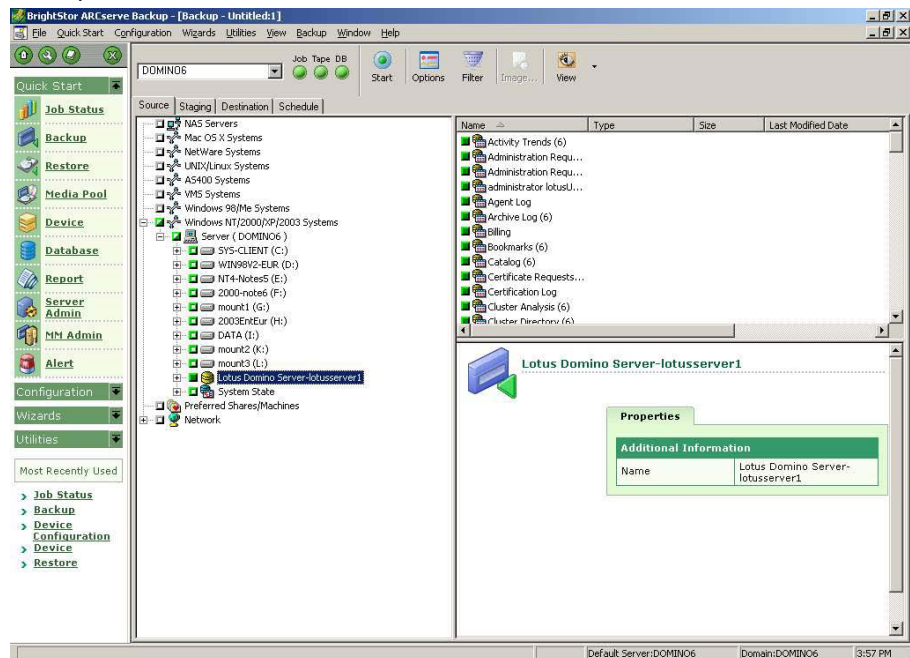 BrightStor ARCserve Backup - [Backup - Untitled:1]
File Quick Start Configuration Wizards Utilities View Backup Window Help
DOMINO6
Job Tape DB
Start Options Filter Image... View
Quick Start
Job Status
Backup
Restore
Media Pool
Device
Database
Report
Server
Admin
MM Admin
Alert
Configuration
Wizards
Utilities
Most Recently Used
Job Status
Backup
Device
Configuration
Device
Restore
Source Staging Destination Schedule
NAS Servers
Mac OS X Systems
NetWare Systems
UNIX/Linux Systems
AS400 Systems
VMS Systems
Windows 98/Me Systems
Windows NT/2000/XP/2003 Systems
Server ( DOMINO6 )
SYS-CLIENT (C:)
WIN98V2-EUR (D:)
NT4-Notes5 (E:)
2000-note6 (F:)
mount1 (G:)
2003EntEur (H:)
DATA (I:)
mount2 (K:)
mount3 (L:)
Lotus Domino Server-lotusserver1
System State
Preferred Shares/Machines
Network
Name Type Size Last Modified Date
Activity Trends (6)
Administration Requ...
Administration Requ...
administrator lotusU...
Agent Log
Archive Log (6)
Billing
Bookmarks (6)
Catalog (6)
Certificate Requests...
Certification Log
Cluster Analysis (6)
Cluster Directory (6)
Lotus Domino Server-lotusserver1
Properties
Additional Information
Name Lotus Domino Server-
lotusserver1
Default Server:DOMINO6 Domain:DOMINO6 3:57 PM